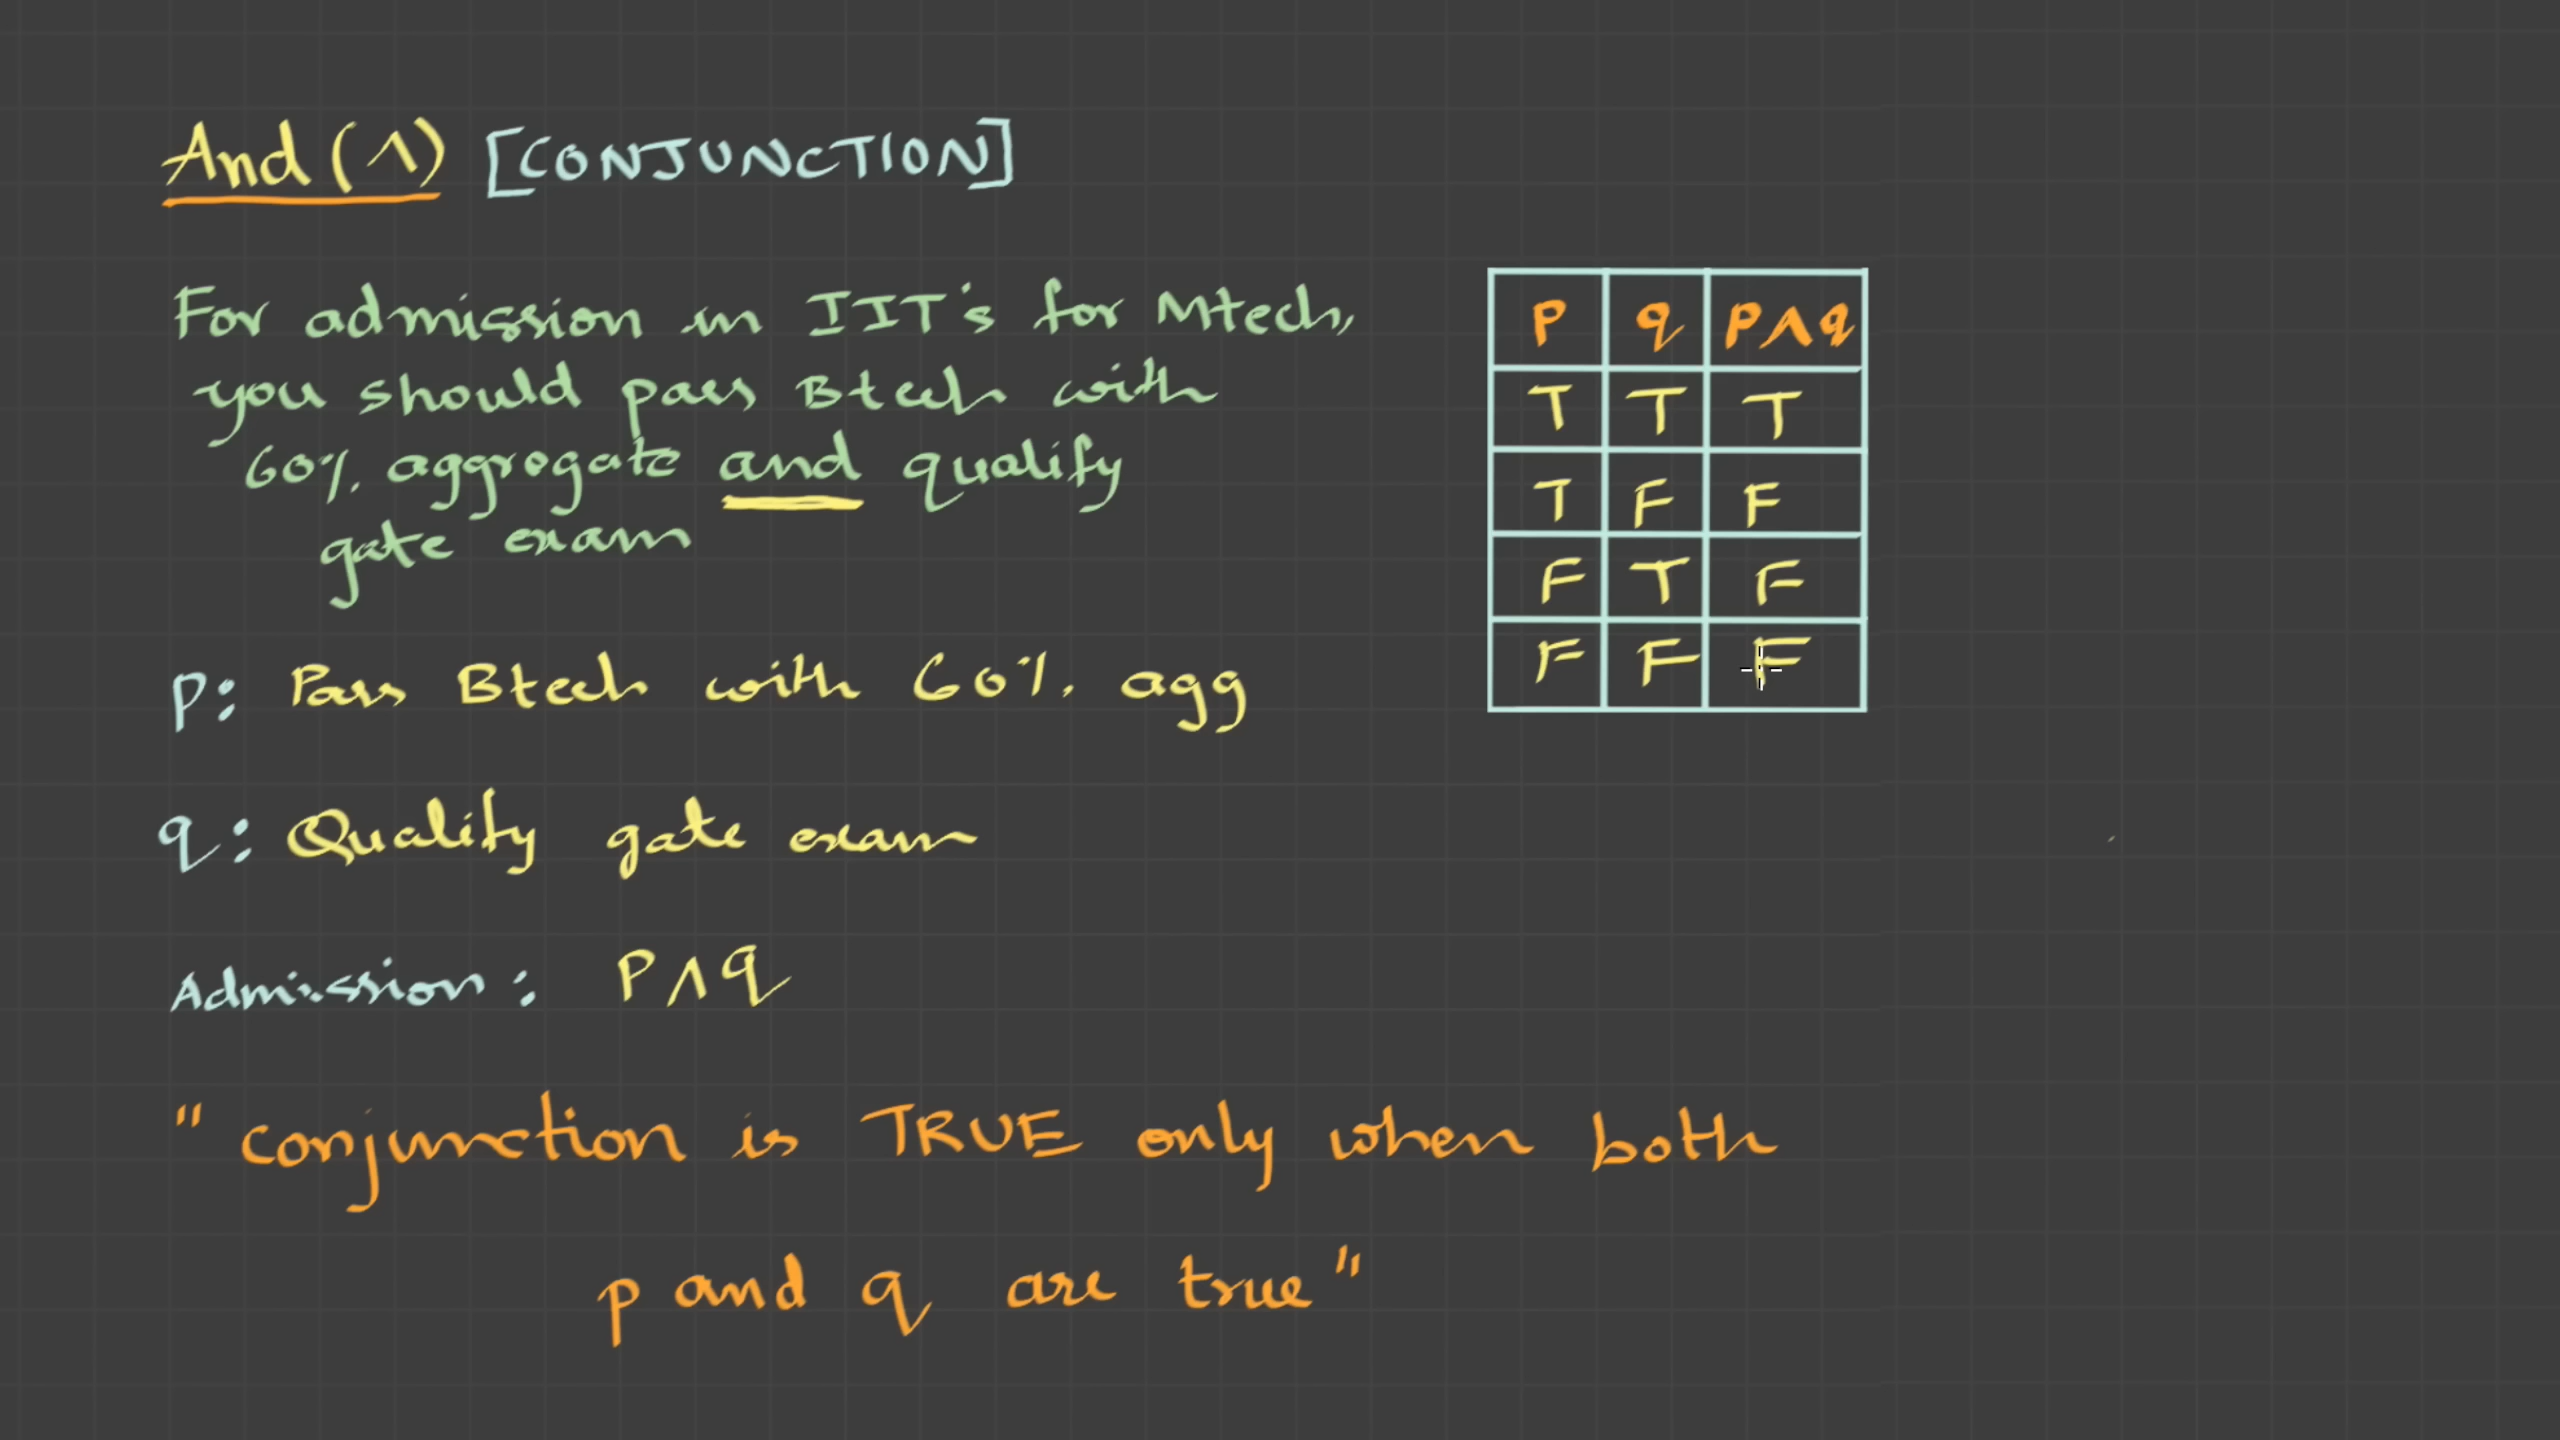 And (∧) [CONJUNCTION]
For admission in IIT's for Mtech,
you should pass Btech with
60%. aggregate and qualify
gate exam
p: Pass Btech with 60%. agg
q: Qualify gate exam
Admission: P∧q
"conjunction is TRUE only when both
p and q are true"
P q P∧q
T T T
T F F
F T F
F F F